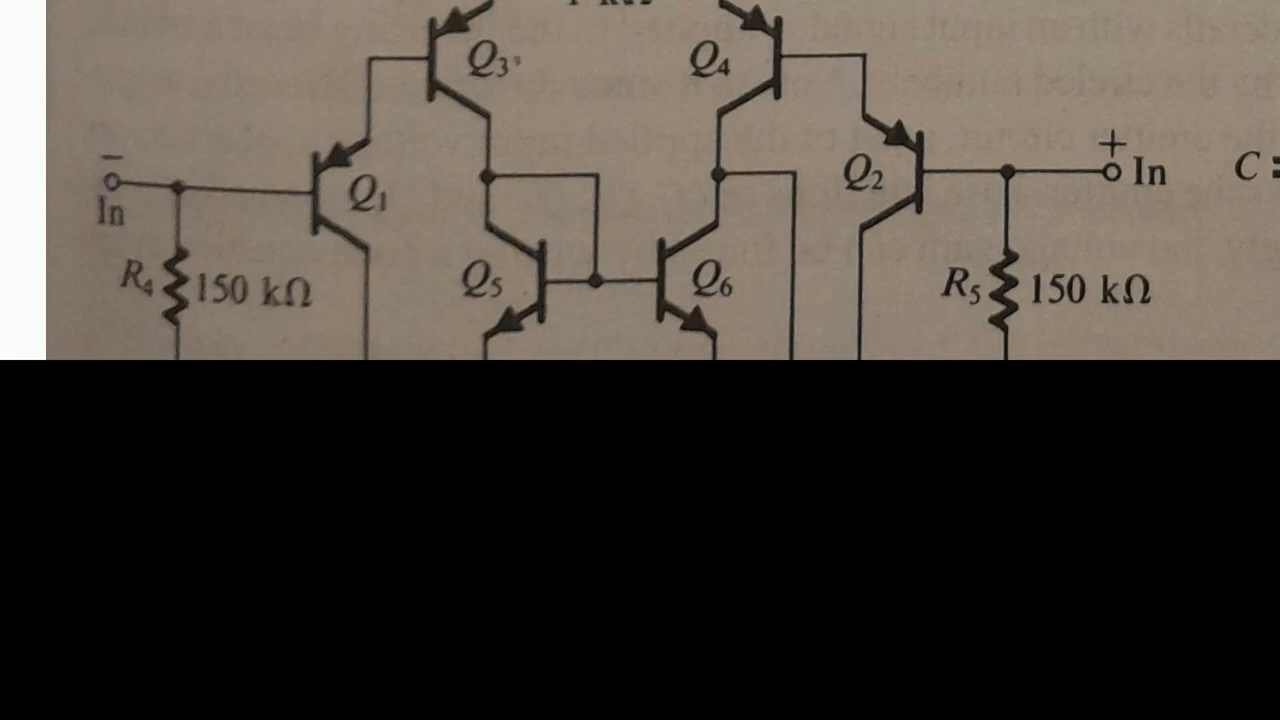 Q3 Q4
− + In C
In Q1 Q2
R4 150 kΩ Q5 Q6 R5 150 kΩ